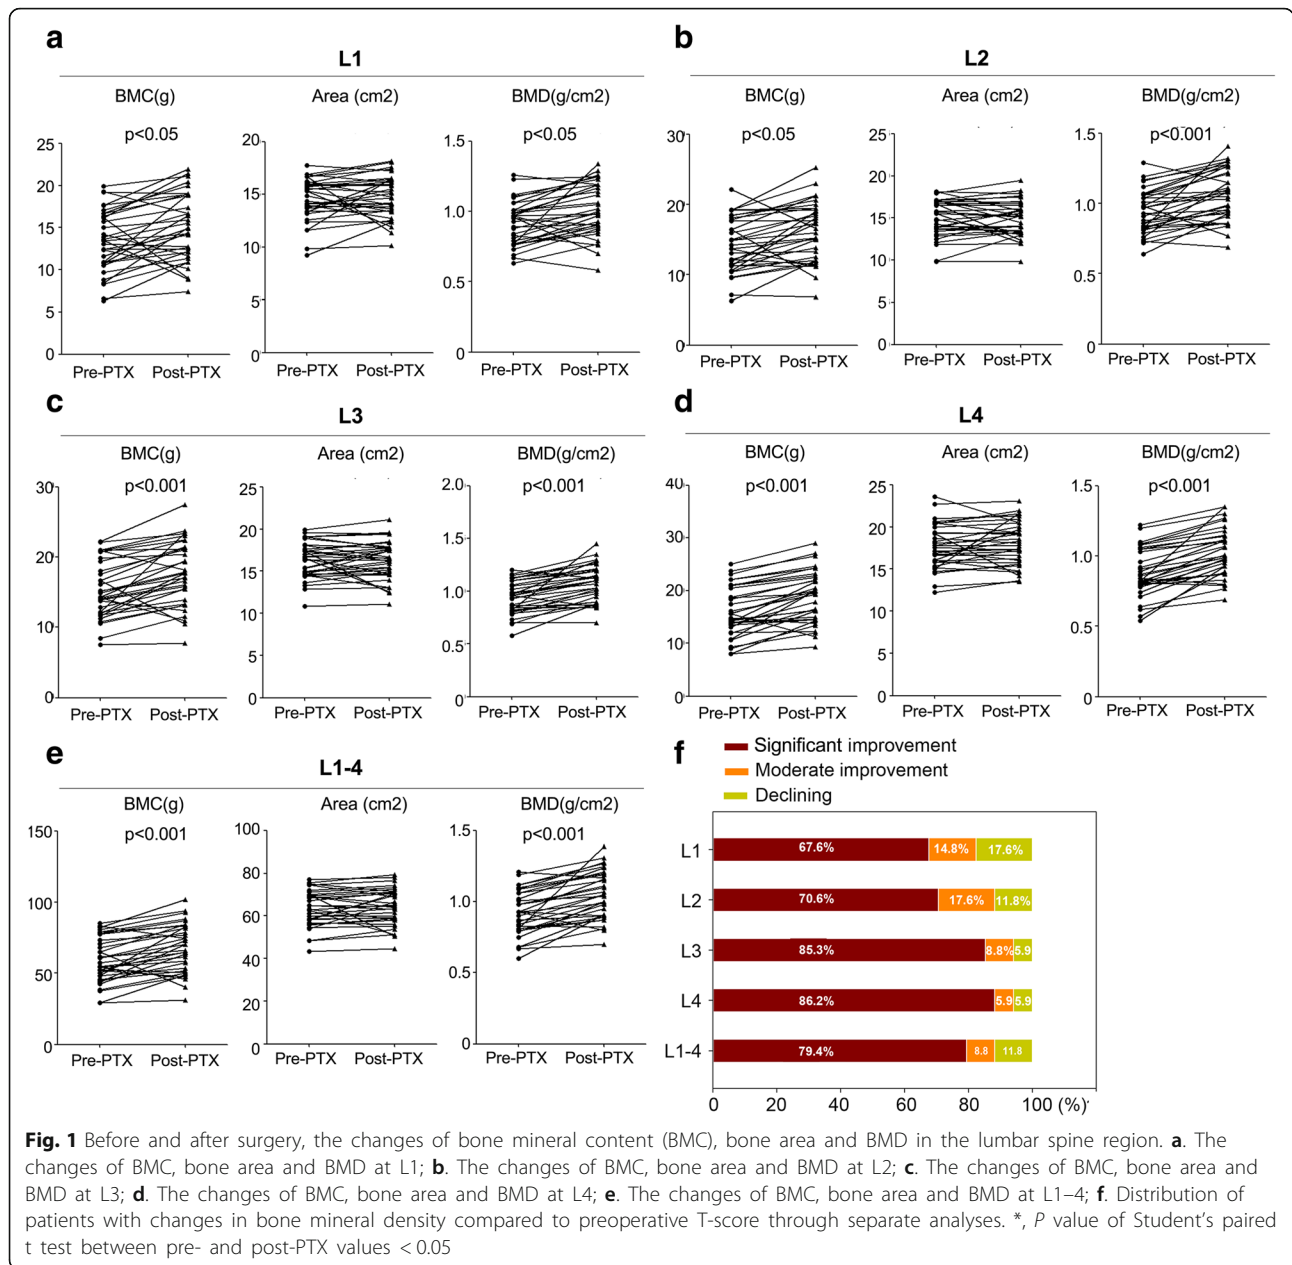 a
L1
BMC(g)
Area (cm2)
BMD(g/cm2)
p<0.05
p<0.05
25
20
15
10
5
0
20
15
10
5
0
1.5
1.0
0.5
0
Pre-PTX Post-PTX
Pre-PTX Post-PTX
Pre-PTX Post-PTX
b
L2
BMC(g)
Area (cm2)
BMD(g/cm2)
p<0.05
p<0.001
30
20
10
0
25
20
15
10
5
0
1.5
1.0
0.5
0
Pre-PTX Post-PTX
Pre-PTX Post-PTX
Pre-PTX Post-PTX
c
L3
BMC(g)
Area (cm2)
BMD(g/cm2)
p<0.001
p<0.001
30
20
10
0
25
20
15
10
5
0
2.0
1.5
1.0
0.5
0
Pre-PTX Post-PTX
Pre-PTX Post-PTX
Pre-PTX Post-PTX
d
L4
BMC(g)
Area (cm2)
BMD(g/cm2)
p<0.001
p<0.001
40
30
20
10
0
25
20
15
10
5
0
1.5
1.0
0.5
0
Pre-PTX Post-PTX
Pre-PTX Post-PTX
Pre-PTX Post-PTX
e
L1-4
BMC(g)
Area (cm2)
BMD(g/cm2)
p<0.001
p<0.001
150
100
50
0
100
80
60
40
20
0
1.5
1.0
0.5
0
Pre-PTX Post-PTX
Pre-PTX Post-PTX
Pre-PTX Post-PTX
f
Significant improvement
Moderate improvement
Declining
L1 67.6% 14.8% 17.6%
L2 70.6% 17.6% 11.8%
L3 85.3% 8.8% 5.9
L4 86.2% 5.9 5.9
L1-4 79.4% 8.8 11.8
0 20 40 60 80 100 (%)
Fig. 1 Before and after surgery, the changes of bone mineral content (BMC), bone area and BMD in the lumbar spine region. a. The
changes of BMC, bone area and BMD at L1; b. The changes of BMC, bone area and BMD at L2; c. The changes of BMC, bone area and
BMD at L3; d. The changes of BMC, bone area and BMD at L4; e. The changes of BMC, bone area and BMD at L1–4; f. Distribution of
patients with changes in bone mineral density compared to preoperative T-score through separate analyses. *, P value of Student’s paired
t test between pre- and post-PTX values < 0.05